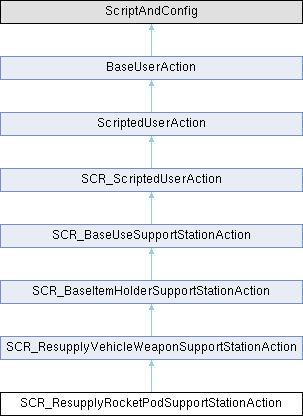 ScriptAndConfig
BaseUserAction
ScriptedUserAction
SCR_ScriptedUserAction
SCR_BaseUseSupportStationAction
SCR_BaseItemHolderSupportStationAction
SCR_ResupplyVehicleWeaponSupportStationAction
SCR_ResupplyRocketPodSupportStationAction